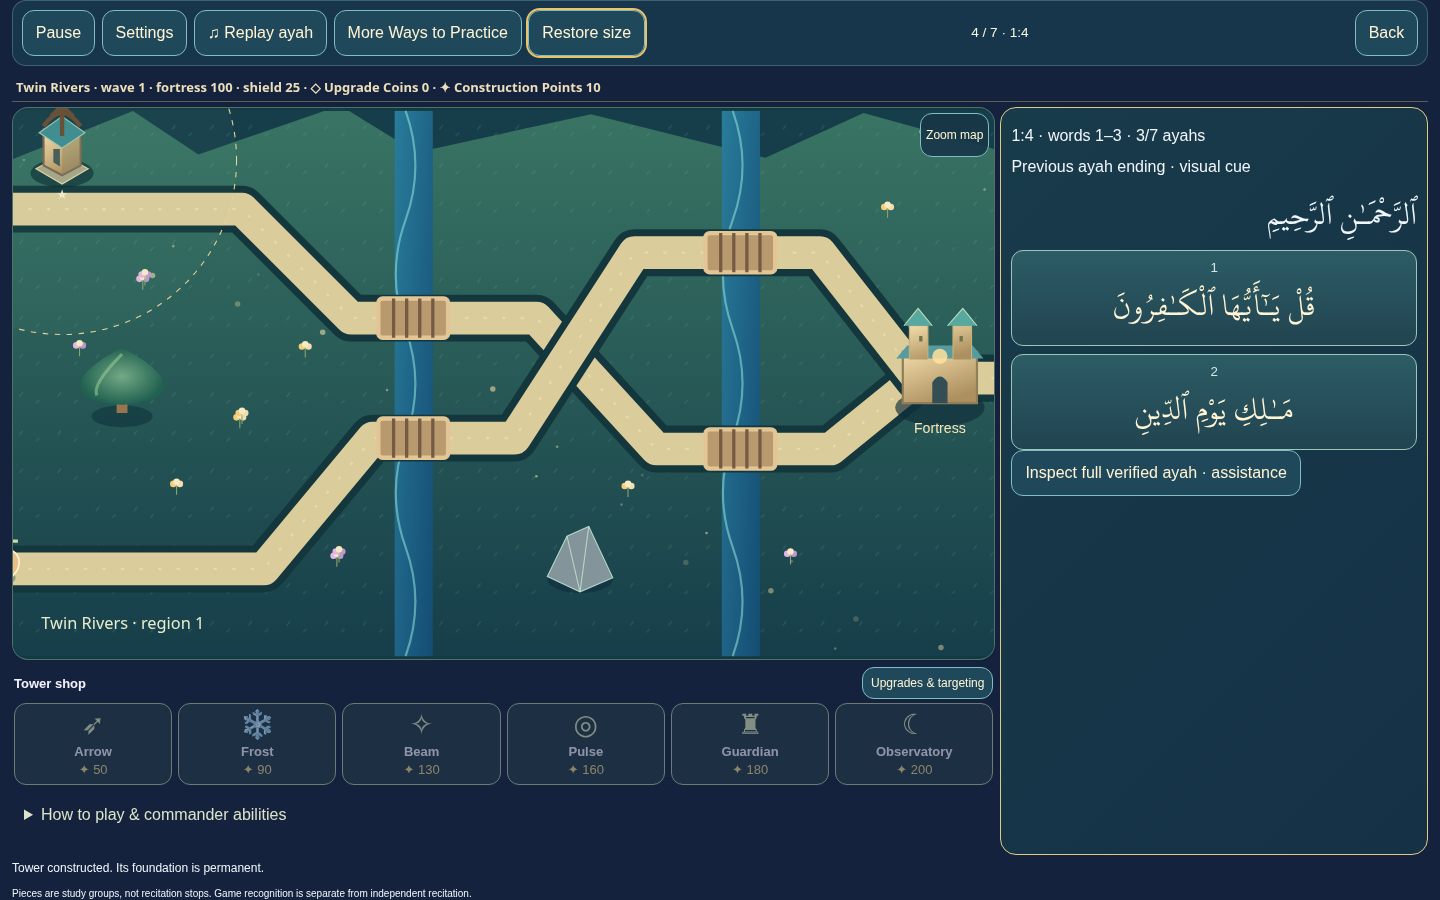 Pause
Settings
♫ Replay ayah
More Ways to Practice
Restore size
4 / 7 · 1:4
Back
Twin Rivers · wave 1 · fortress 100 · shield 25 · ◇ Upgrade Coins 0 · ✦ Construction Points 10
Zoom map
Fortress
Twin Rivers · region 1
1:4 · words 1–3 · 3/7 ayahs
Previous ayah ending · visual cue
ٱلرَّحْمَـٰنِ ٱلرَّحِيمِ
1
قُلْ يَـٰٓأَيُّهَا ٱلْكَـٰفِرُونَ
2
مَـٰلِكِ يَوْمِ ٱلدِّينِ
Inspect full verified ayah · assistance
Tower shop
Upgrades & targeting
Arrow
✦ 50
Frost
✦ 90
Beam
✦ 130
Pulse
✦ 160
Guardian
✦ 180
Observatory
✦ 200
▶ How to play & commander abilities
Tower constructed. Its foundation is permanent.
Pieces are study groups, not recitation stops. Game recognition is separate from independent recitation.